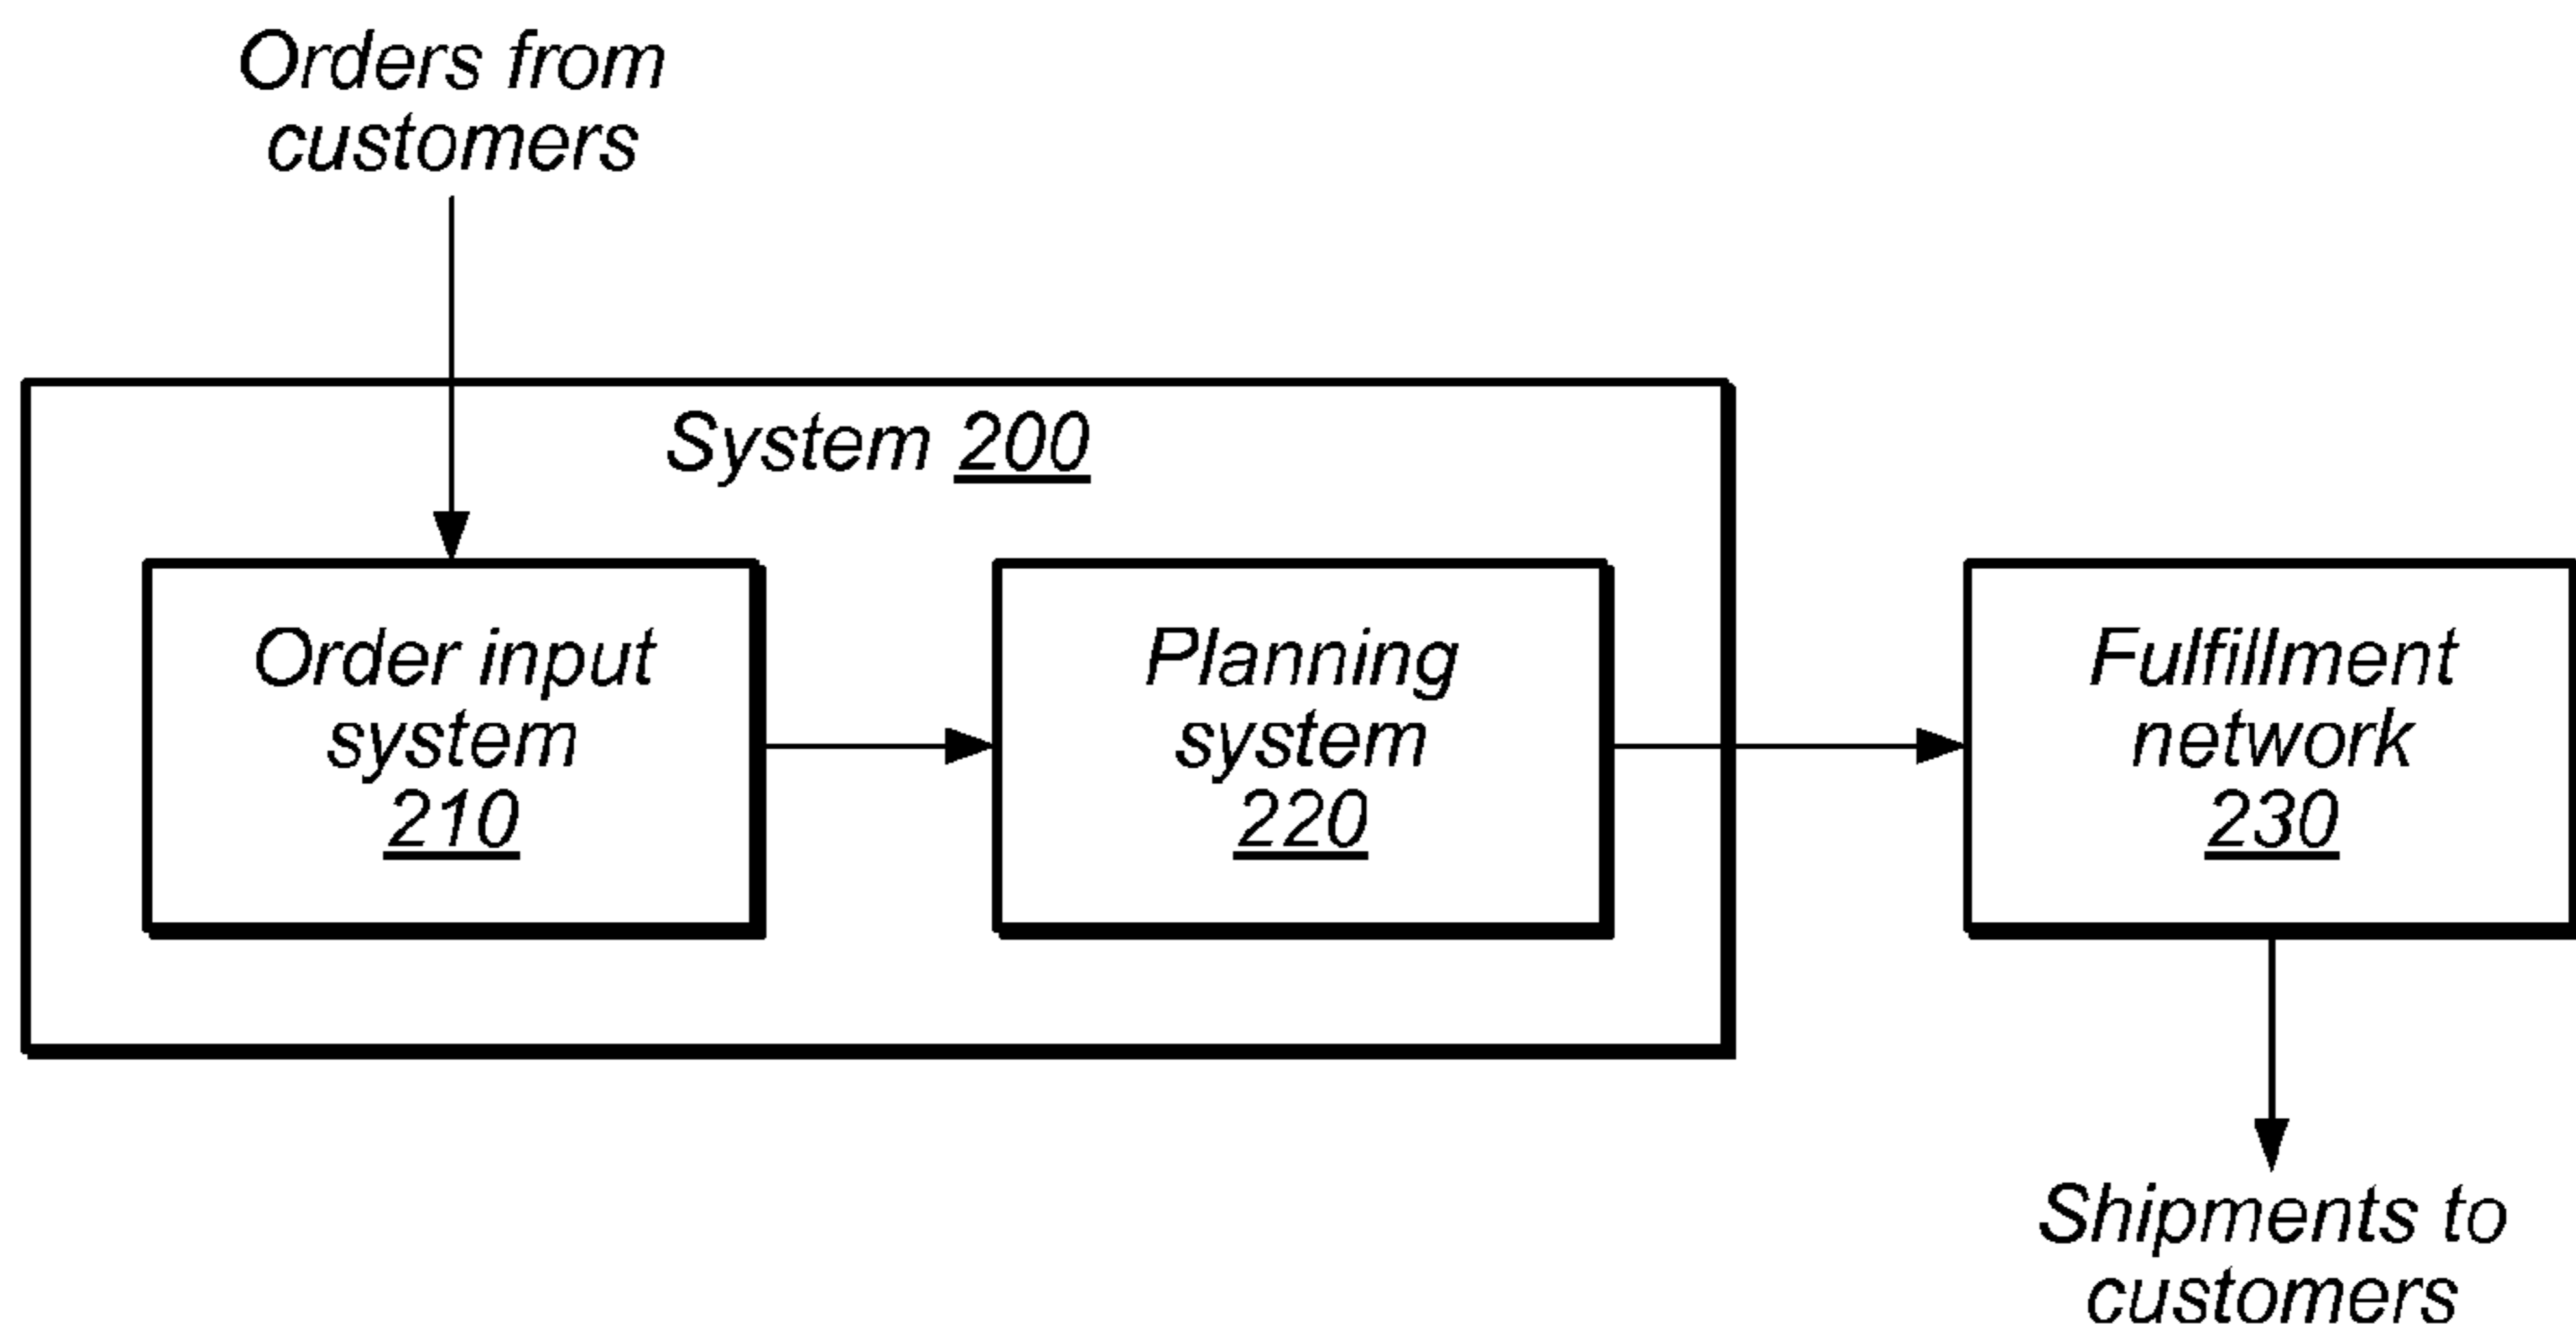 Orders from
customers
System 200
Order input
system
210
Planning
system
220
Fulfillment
network
230
Shipments to
customers